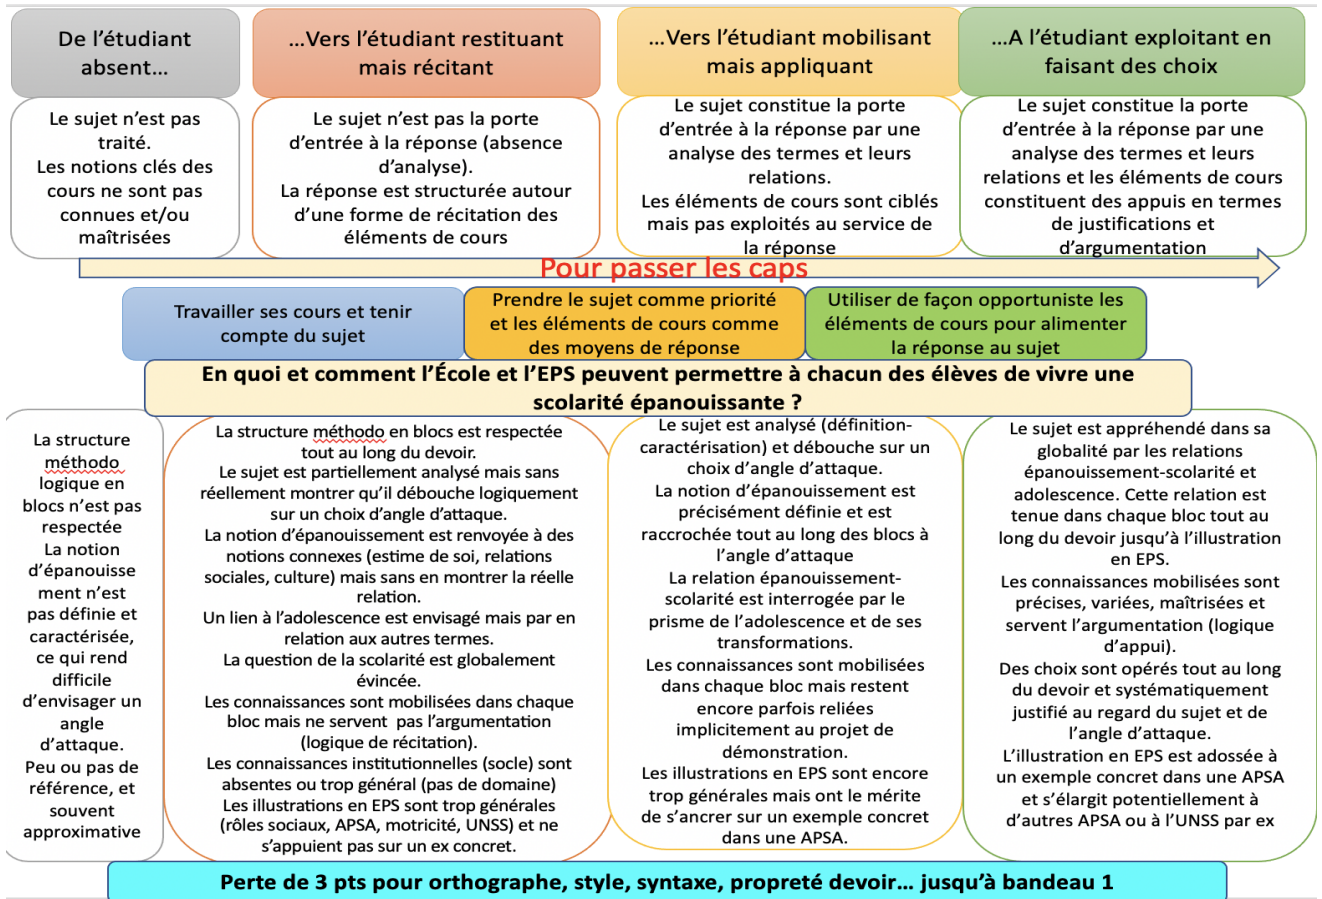 De l’étudiant
absent…
…Vers l’étudiant restituant
mais récitant
…Vers l’étudiant mobilisant
mais appliquant
…A l’étudiant exploitant en
faisant des choix
Le sujet n’est pas
traité.
Les notions clés des
cours ne sont pas
connues et/ou
maîtrisées
Le sujet n’est pas la porte
d’entrée à la réponse (absence
d’analyse).
La réponse est structurée autour
d’une forme de récitation des
éléments de cours
Le sujet constitue la porte
d’entrée à la réponse par une
analyse des termes et leurs
relations.
Les éléments de cours sont ciblés
mais pas exploités au service de
la réponse
Le sujet constitue la porte
d’entrée à la réponse par une
analyse des termes et leurs
relations et les éléments de cours
constituent des appuis en termes
de justifications et
d’argumentation
Pour passer les caps
Travailler ses cours et tenir
compte du sujet
Prendre le sujet comme priorité
et les éléments de cours comme
des moyens de réponse
Utiliser de façon opportuniste les
éléments de cours pour alimenter
la réponse au sujet
En quoi et comment l’École et l’EPS peuvent permettre à chacun des élèves de vivre une
scolarité épanouissante ?
La structure
méthodo
logique en
blocs n’est pas
respectée
La notion
d’épanouisse
ment n’est
pas définie et
caractérisée,
ce qui rend
difficile
d’envisager un
angle
d’attaque.
Peu ou pas de
référence, et
souvent
approximative
La structure méthodo en blocs est respectée
tout au long du devoir.
Le sujet est partiellement analysé mais sans
réellement montrer qu’il débouche logiquement
sur un choix d’angle d’attaque.
La notion d’épanouissement est renvoyée à des
notions connexes (estime de soi, relations
sociales, culture) mais sans en montrer la réelle
relation.
Un lien à l’adolescence est envisagé mais par en
relation aux autres termes.
La question de la scolarité est globalement
évincée.
Les connaissances sont mobilisées dans chaque
bloc mais ne servent  pas l’argumentation
(logique de récitation).
Les connaissances institutionnelles (socle) sont
absentes ou trop général (pas de domaine)
Les illustrations en EPS sont trop générales
(rôles sociaux, APSA, motricité, UNSS) et ne
s’appuient pas sur un ex concret.
Le sujet est analysé (définition-
caractérisation) et débouche sur un
choix d’angle d’attaque.
La notion d’épanouissement est
précisément définie et est
raccrochée tout au long des blocs à
l’angle d’attaque
La relation épanouissement-
scolarité est interrogée par le
prisme de l’adolescence et de ses
transformations.
Les connaissances sont mobilisées
dans chaque bloc mais restent
encore parfois reliées
implicitement au projet de
démonstration.
Les illustrations en EPS sont encore
trop générales mais ont le mérite
de s’ancrer sur un exemple concret
dans une APSA.
Le sujet est appréhendé dans sa
globalité par les relations
épanouissement-scolarité et
adolescence. Cette relation est
tenue dans chaque bloc tout au
long du devoir jusqu’à l’illustration
en EPS.
Les connaissances mobilisées sont
précises, variées, maîtrisées et
servent l’argumentation (logique
d’appui).
Des choix sont opérés tout au long
du devoir et systématiquement
justifié au regard du sujet et de
l’angle d’attaque.
L’illustration en EPS est adossée à
un exemple concret dans une APSA
et s’élargit potentiellement à
d’autres APSA ou à l’UNSS par ex
Perte de 3 pts pour orthographe, style, syntaxe, propreté devoir… jusqu’à bandeau 1